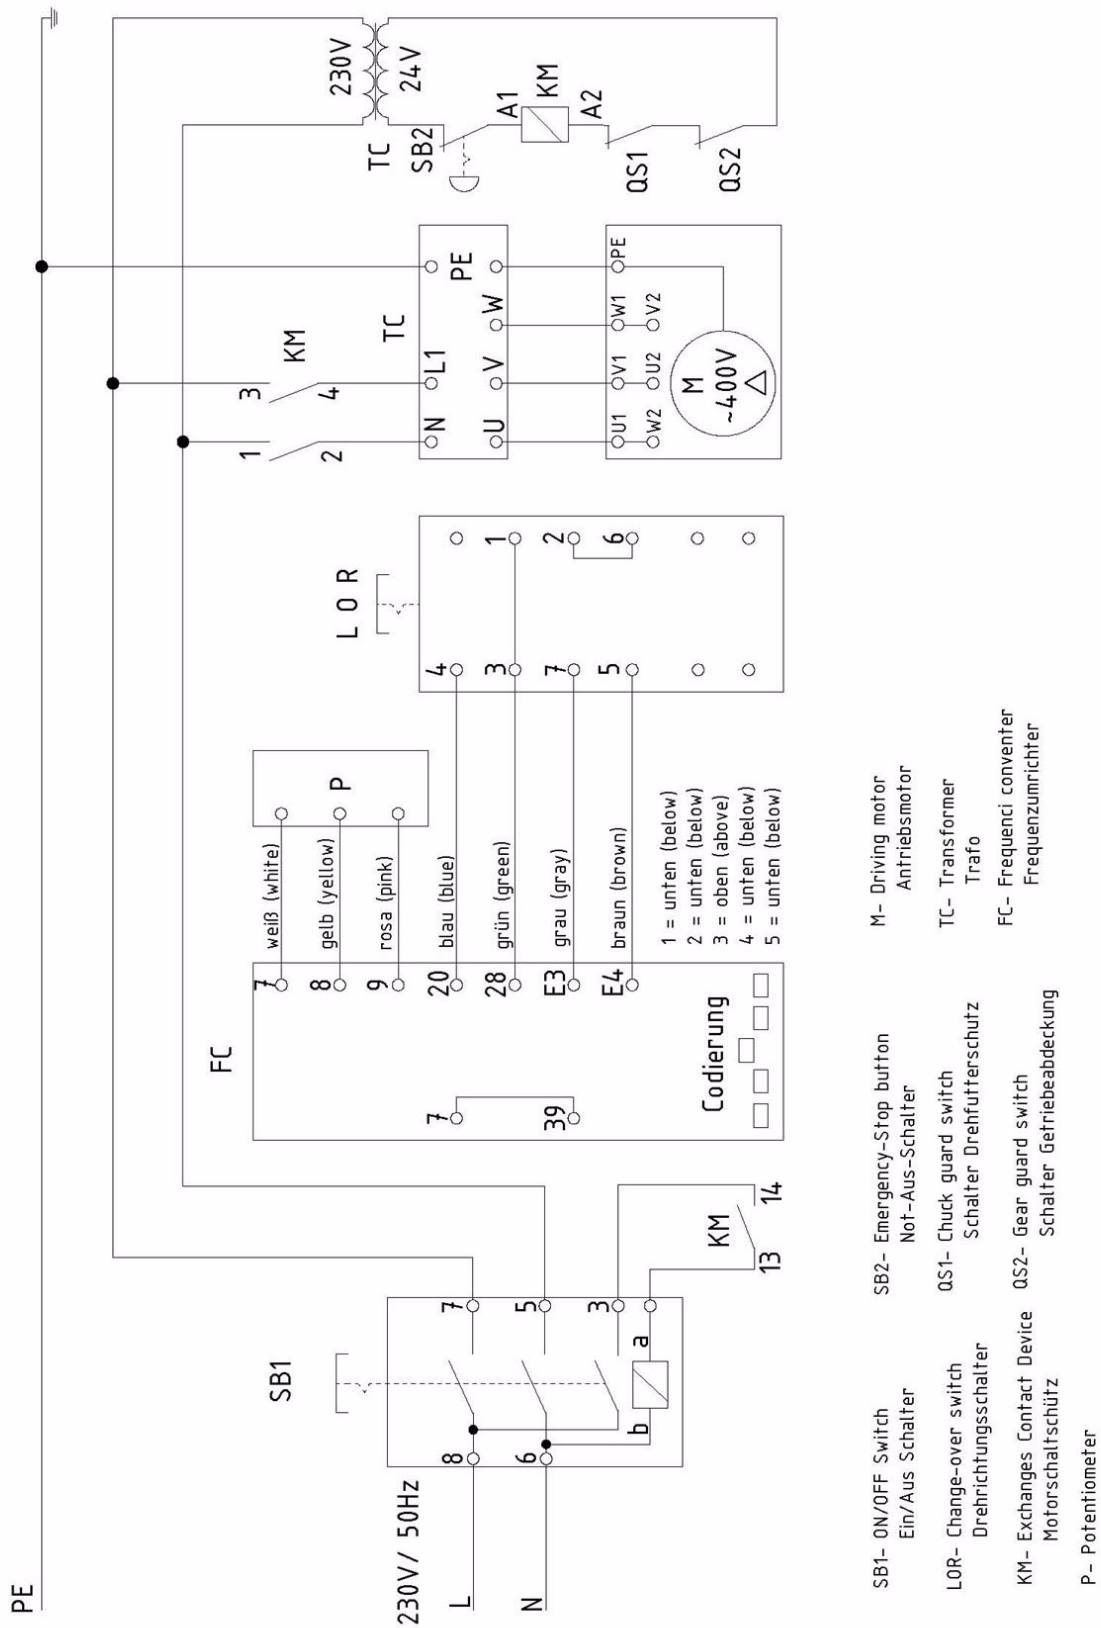 PE
230V/ 50Hz
L
N
SB1
8
7
6
5
3
b
a
KM
13
14
FC
7
39
7
8
9
20
28
E3
E4
Codierung
weiß (white)
gelb (yellow)
rosa (pink)
blau (blue)
grün (green)
grau (gray)
braun (brown)
1 = unten (below)
2 = unten (below)
3 = oben (above)
4 = unten (below)
5 = unten (below)
P
L O R
4
3
7
5
1
2
6
1
2
3
4
KM
TC
N
L1
PE
U
V
W
U1
V1
W1
PE
W2
U2
V2
M
~400V
TC
230V
24V
SB2
A1
KM
A2
QS1
QS2
SB1- ON/OFF Switch
Ein/Aus Schalter
LOR- Change-over switch
Drehrichtungsschalter
KM- Exchanges Contact Device
Motorschaltschütz
P- Potentiometer
SB2- Emergency-Stop button
Not-Aus-Schalter
QS1- Chuck guard switch
Schalter Drehfutterschutz
QS2- Gear guard switch
Schalter Getriebeabdeckung
M- Driving motor
Antriebsmotor
TC- Transformer
Trafo
FC- Frequenci conventer
Frequenzumrichter